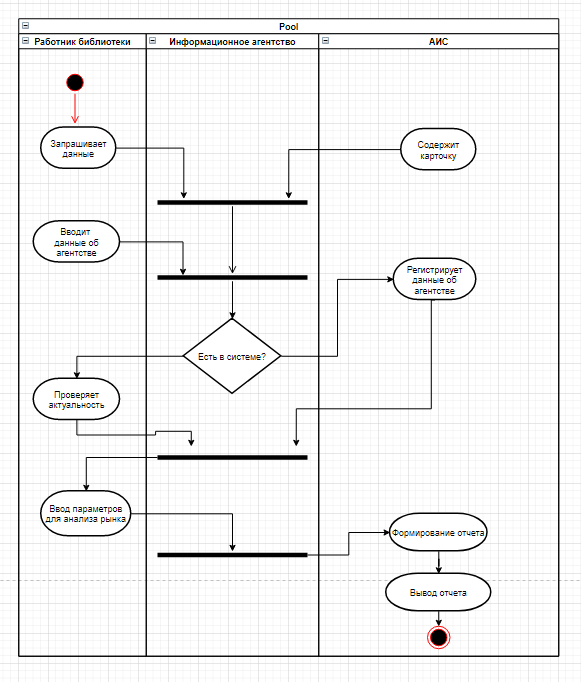 Pool
Работник библиотеки
Информационное агентство
АИС
Запрашивает
данные
Содержит
карточку
Вводит
данные об
агентстве
Регистрирует
данные об
агентстве
Есть в системе?
Проверяет
актуальность
Ввод параметров
для анализа рынка
Формирование отчета
Вывод отчета